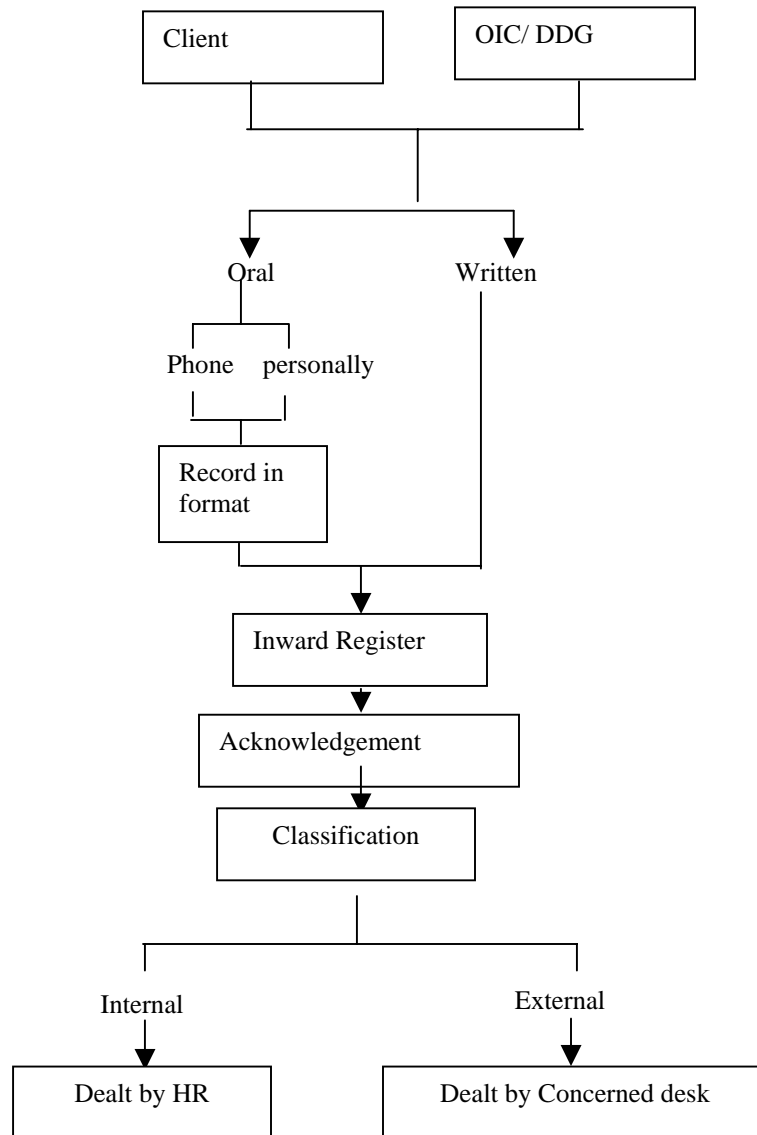 Client
OIC/ DDG
Oral
Written
Phone
personally
Record in
format
Inward Register
Acknowledgement
Classification
Internal
External
Dealt by HR
Dealt by Concerned desk